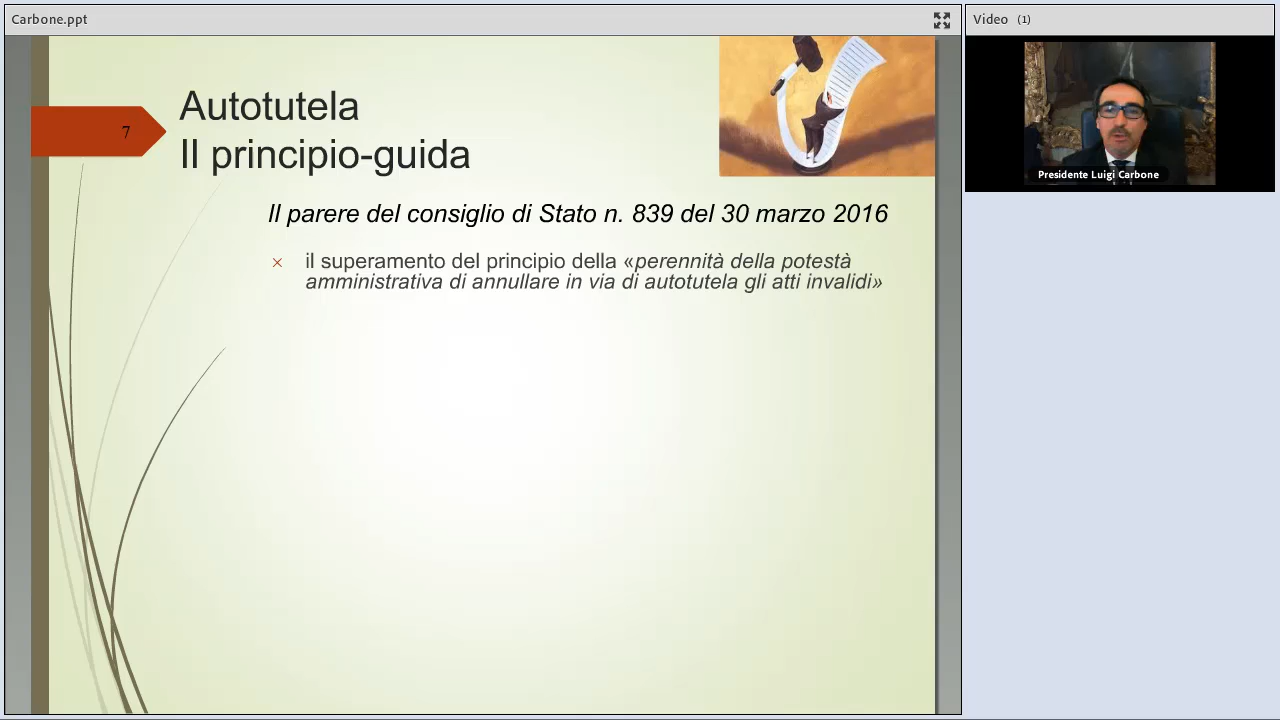 Carbone.ppt
Video (1)
Presidente Luigi Carbone
7
Autotutela
Il principio-guida
Il parere del consiglio di Stato n. 839 del 30 marzo 2016
il superamento del principio della «perennità della potestà
amministrativa di annullare in via di autotutela gli atti invalidi»